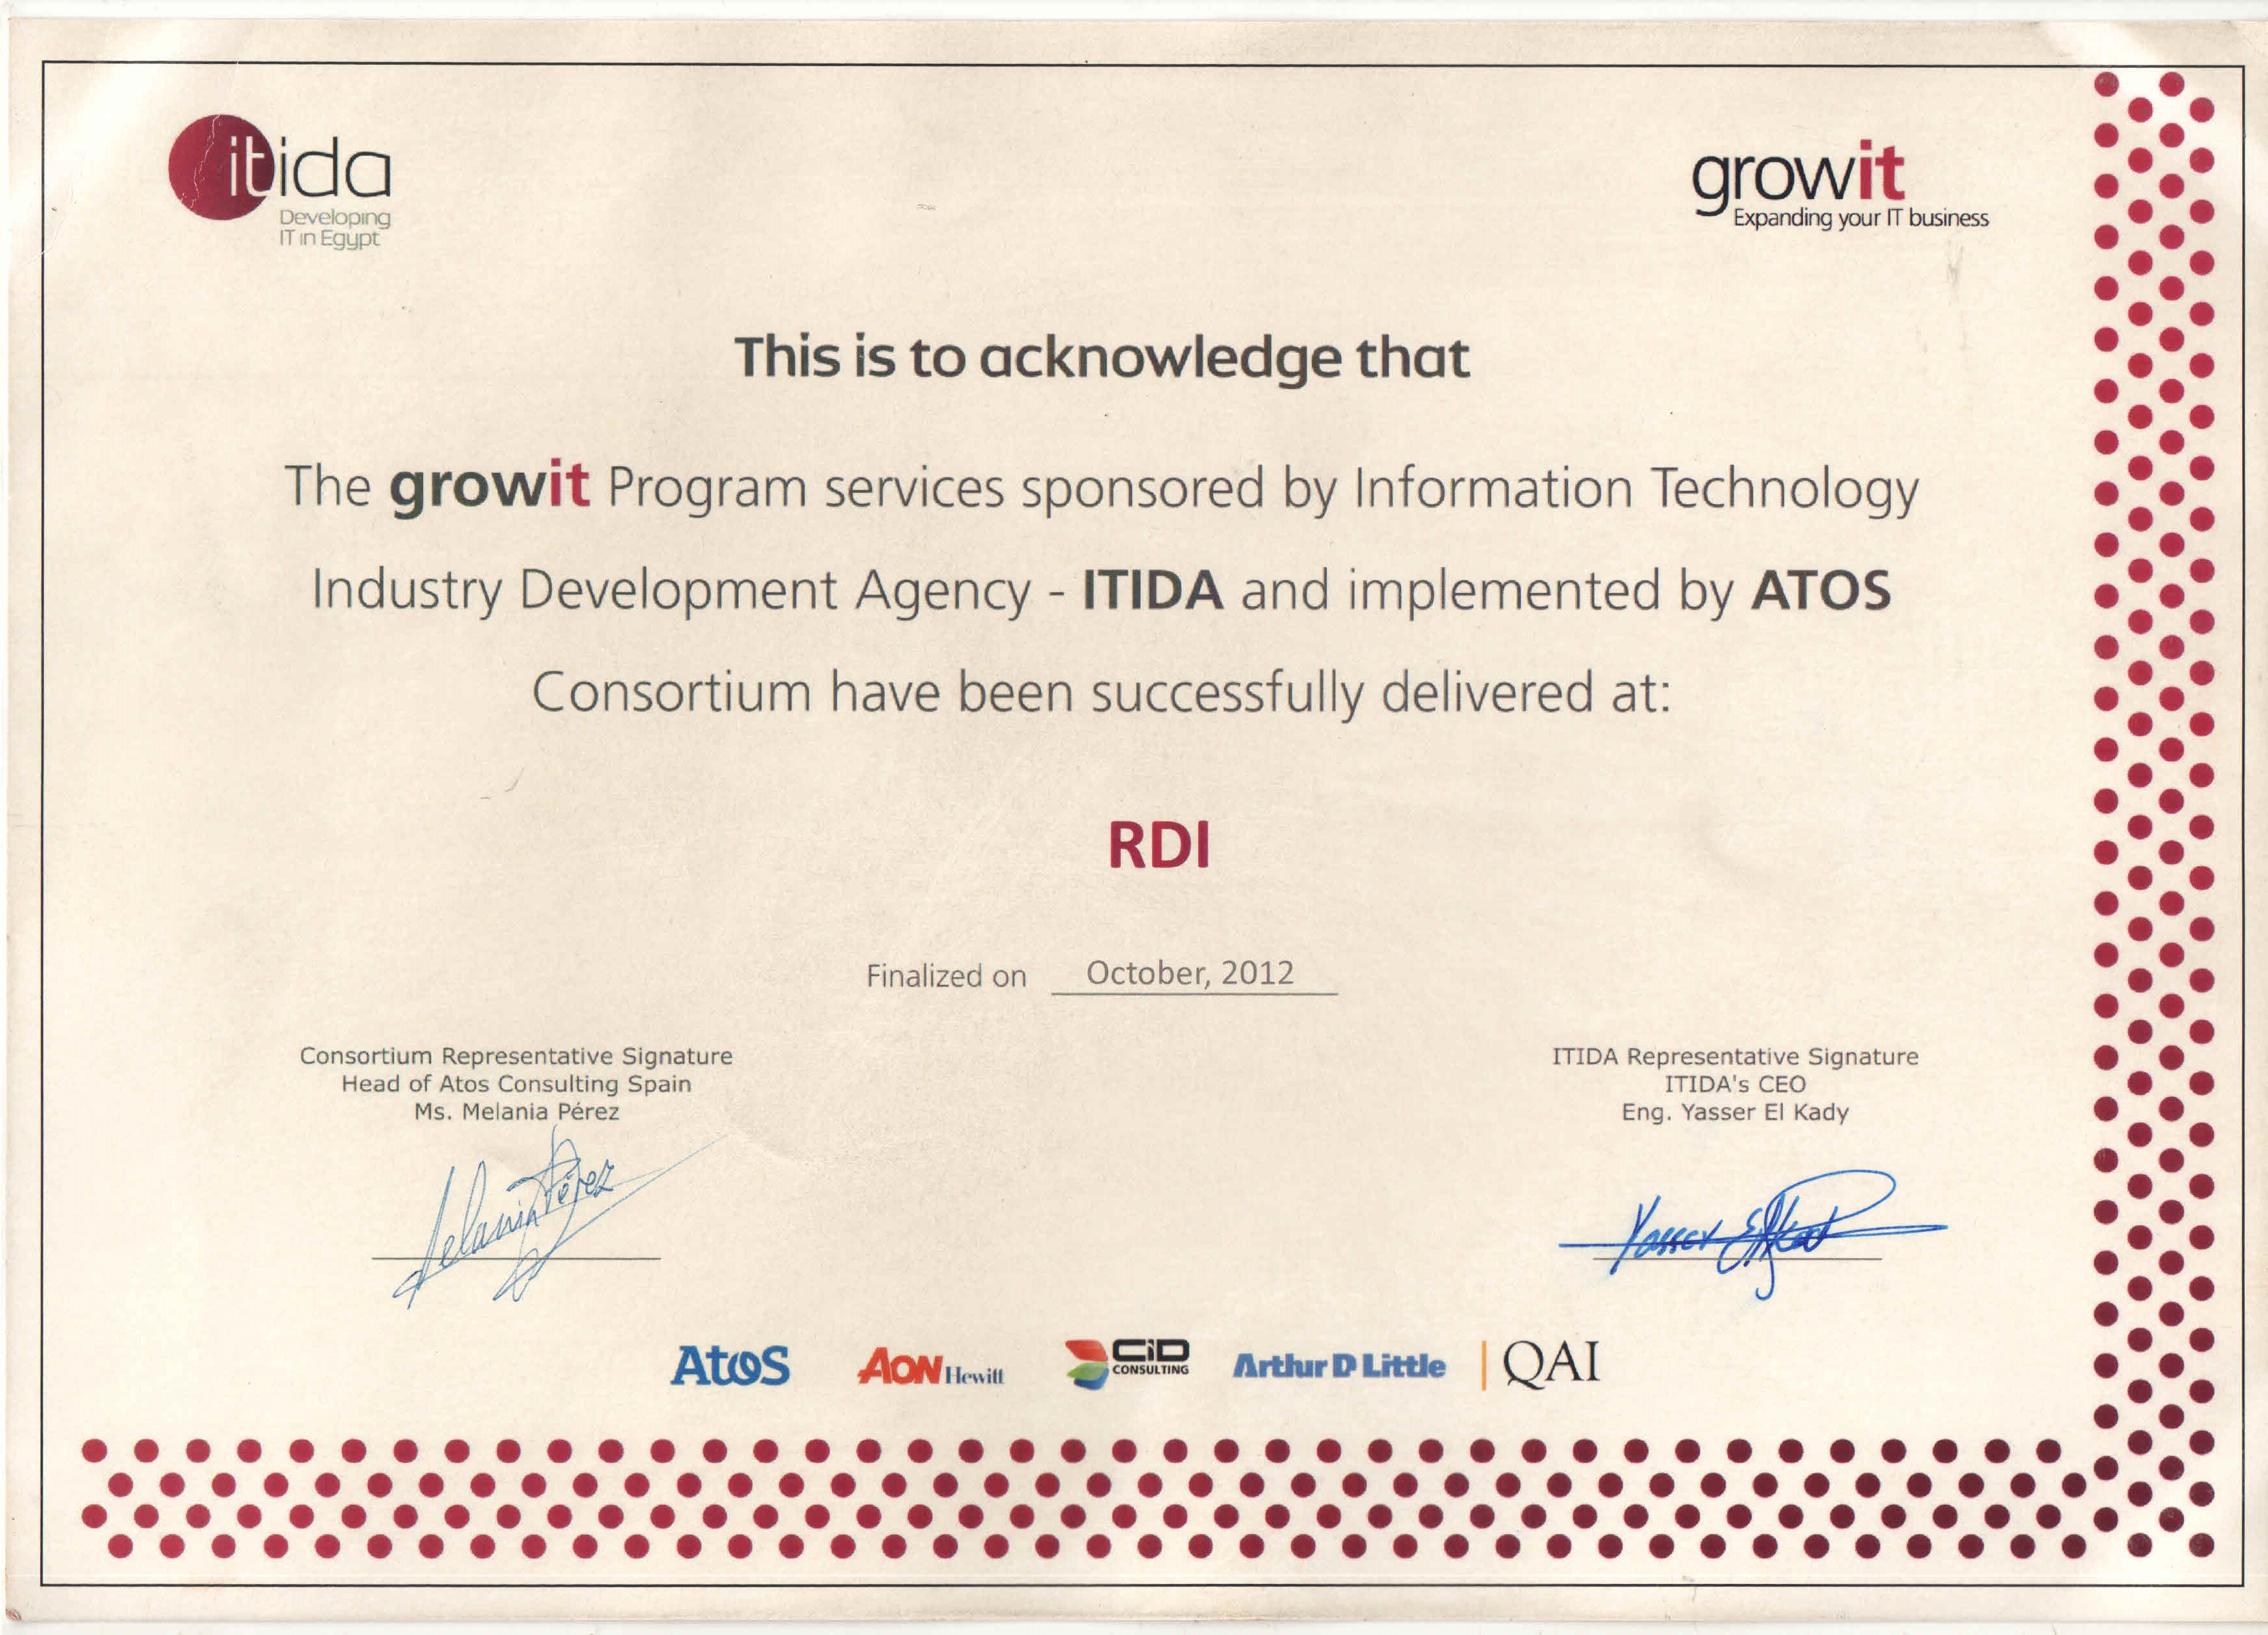 itida
Developing
IT in Egypt
growit
Expanding your IT business
This is to acknowledge that
The growit Program services sponsored by Information Technology
Industry Development Agency - ITIDA and implemented by ATOS
Consortium have been successfully delivered at:
RDI
Finalized on October, 2012
Consortium Representative Signature
Head of Atos Consulting Spain
Ms. Melania Pérez
Melania Pérez
ITIDA Representative Signature
ITIDA's CEO
Eng. Yasser El Kady
Yasser El Kady
Atos AON Hewitt CiD CONSULTING Arthur D Little QAI